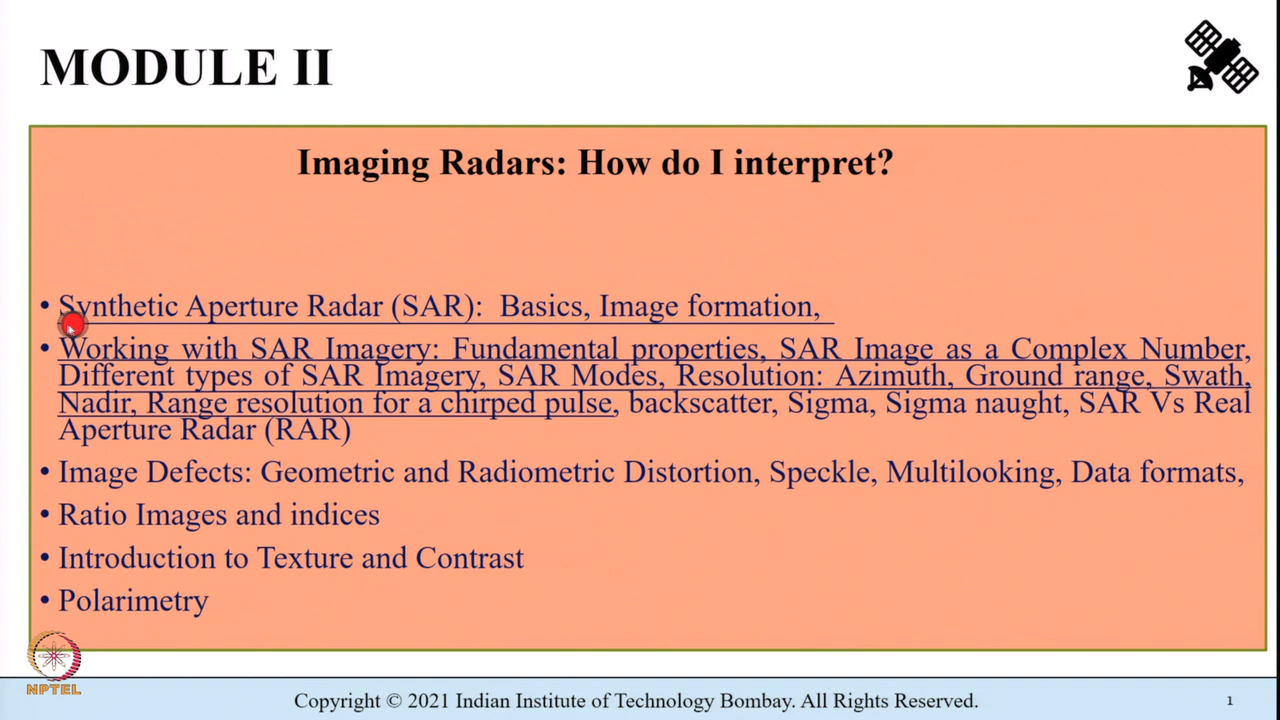 MODULE II
Imaging Radars: How do I interpret?
• Synthetic Aperture Radar (SAR): Basics, Image formation,
• Working with SAR Imagery: Fundamental properties, SAR Image as a Complex Number,
Different types of SAR Imagery, SAR Modes, Resolution: Azimuth, Ground range, Swath,
Nadir, Range resolution for a chirped pulse, backscatter, Sigma, Sigma naught, SAR Vs Real
Aperture Radar (RAR)
• Image Defects: Geometric and Radiometric Distortion, Speckle, Multilooking, Data formats,
• Ratio Images and indices
• Introduction to Texture and Contrast
• Polarimetry
NPTEL
Copyright © 2021 Indian Institute of Technology Bombay. All Rights Reserved.
1